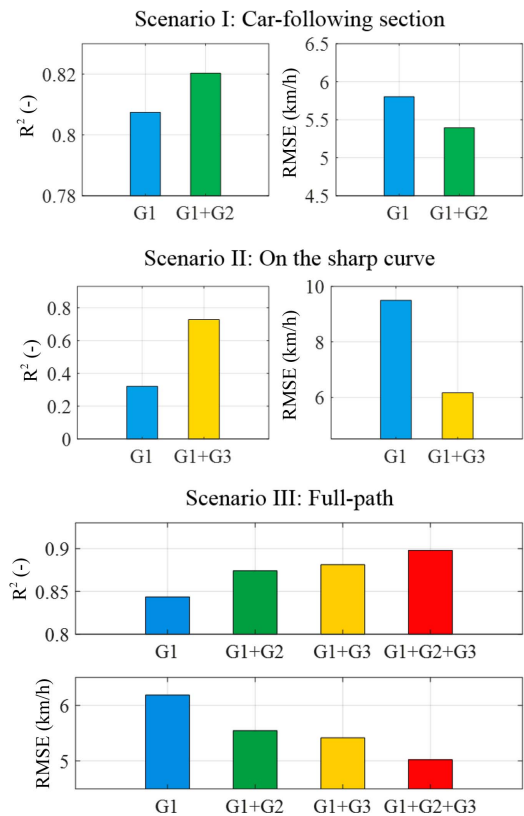 Scenario I: Car-following section
R² (-)
0.82
0.8
0.78
G1 G1+G2
RMSE (km/h)
6.5
6
5.5
5
4.5
G1 G1+G2
Scenario II: On the sharp curve
R² (-)
0.8
0.6
0.4
0.2
0
G1 G1+G3
RMSE (km/h)
10
8
6
G1 G1+G3
Scenario III: Full-path
R² (-)
0.9
0.85
0.8
G1 G1+G2 G1+G3 G1+G2+G3
RMSE (km/h)
6
5
G1 G1+G2 G1+G3 G1+G2+G3